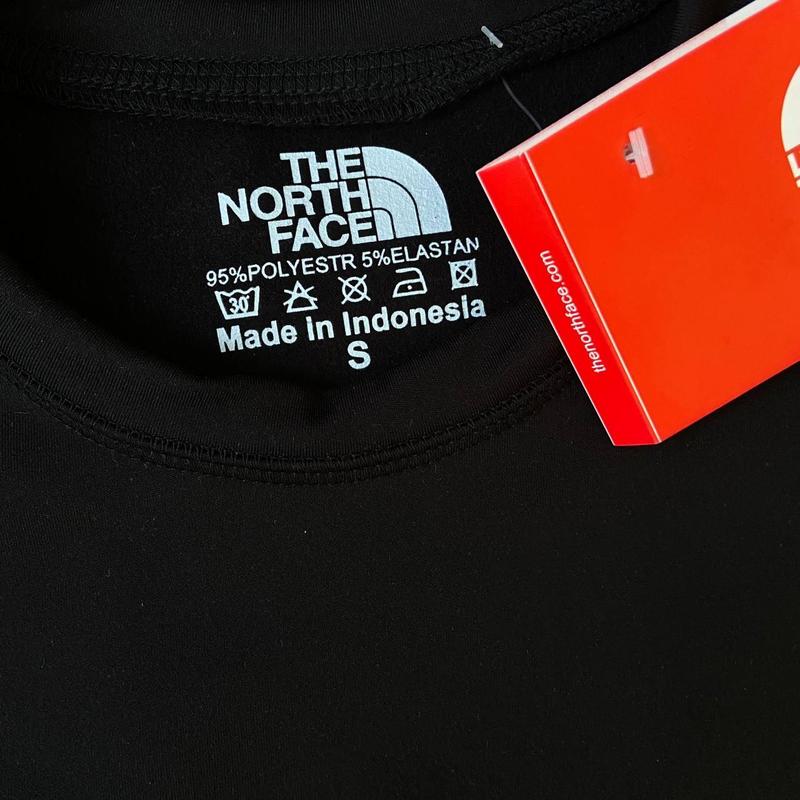 THE
NORTH
FACE
95%POLYESTR 5%ELASTAN
30
Made in Indonesia
S
thenorthface.com